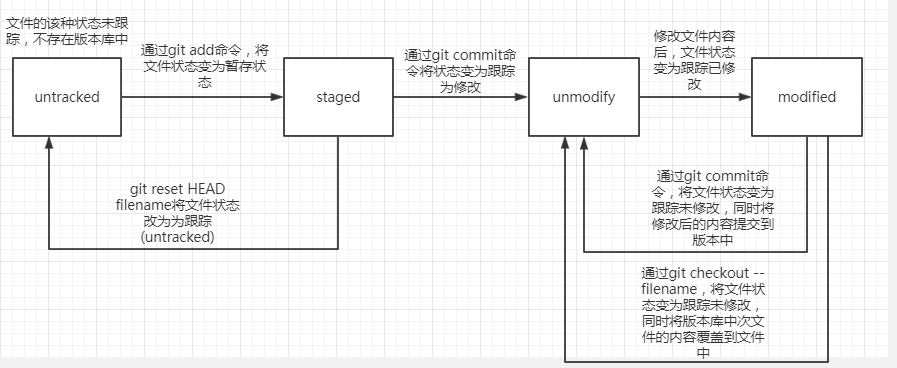 文件的该种状态未跟
踪，不存在版本库中
untracked
通过git add命令，将
文件状态变为暂存状
态
staged
通过git commit命
令将状态变为跟踪
为修改
unmodify
修改文件内容
后，文件状态
变为跟踪已修
改
modified
git reset HEAD
filename将文件状态
改为为跟踪
(untracked)
通过git commit命
令，将文件状态变为
跟踪未修改，同时将
修改后的内容提交到
版本中
通过git checkout --
filename，将文件状
态变为跟踪未修改，
同时将版本库中次文
件的内容覆盖到文件
中